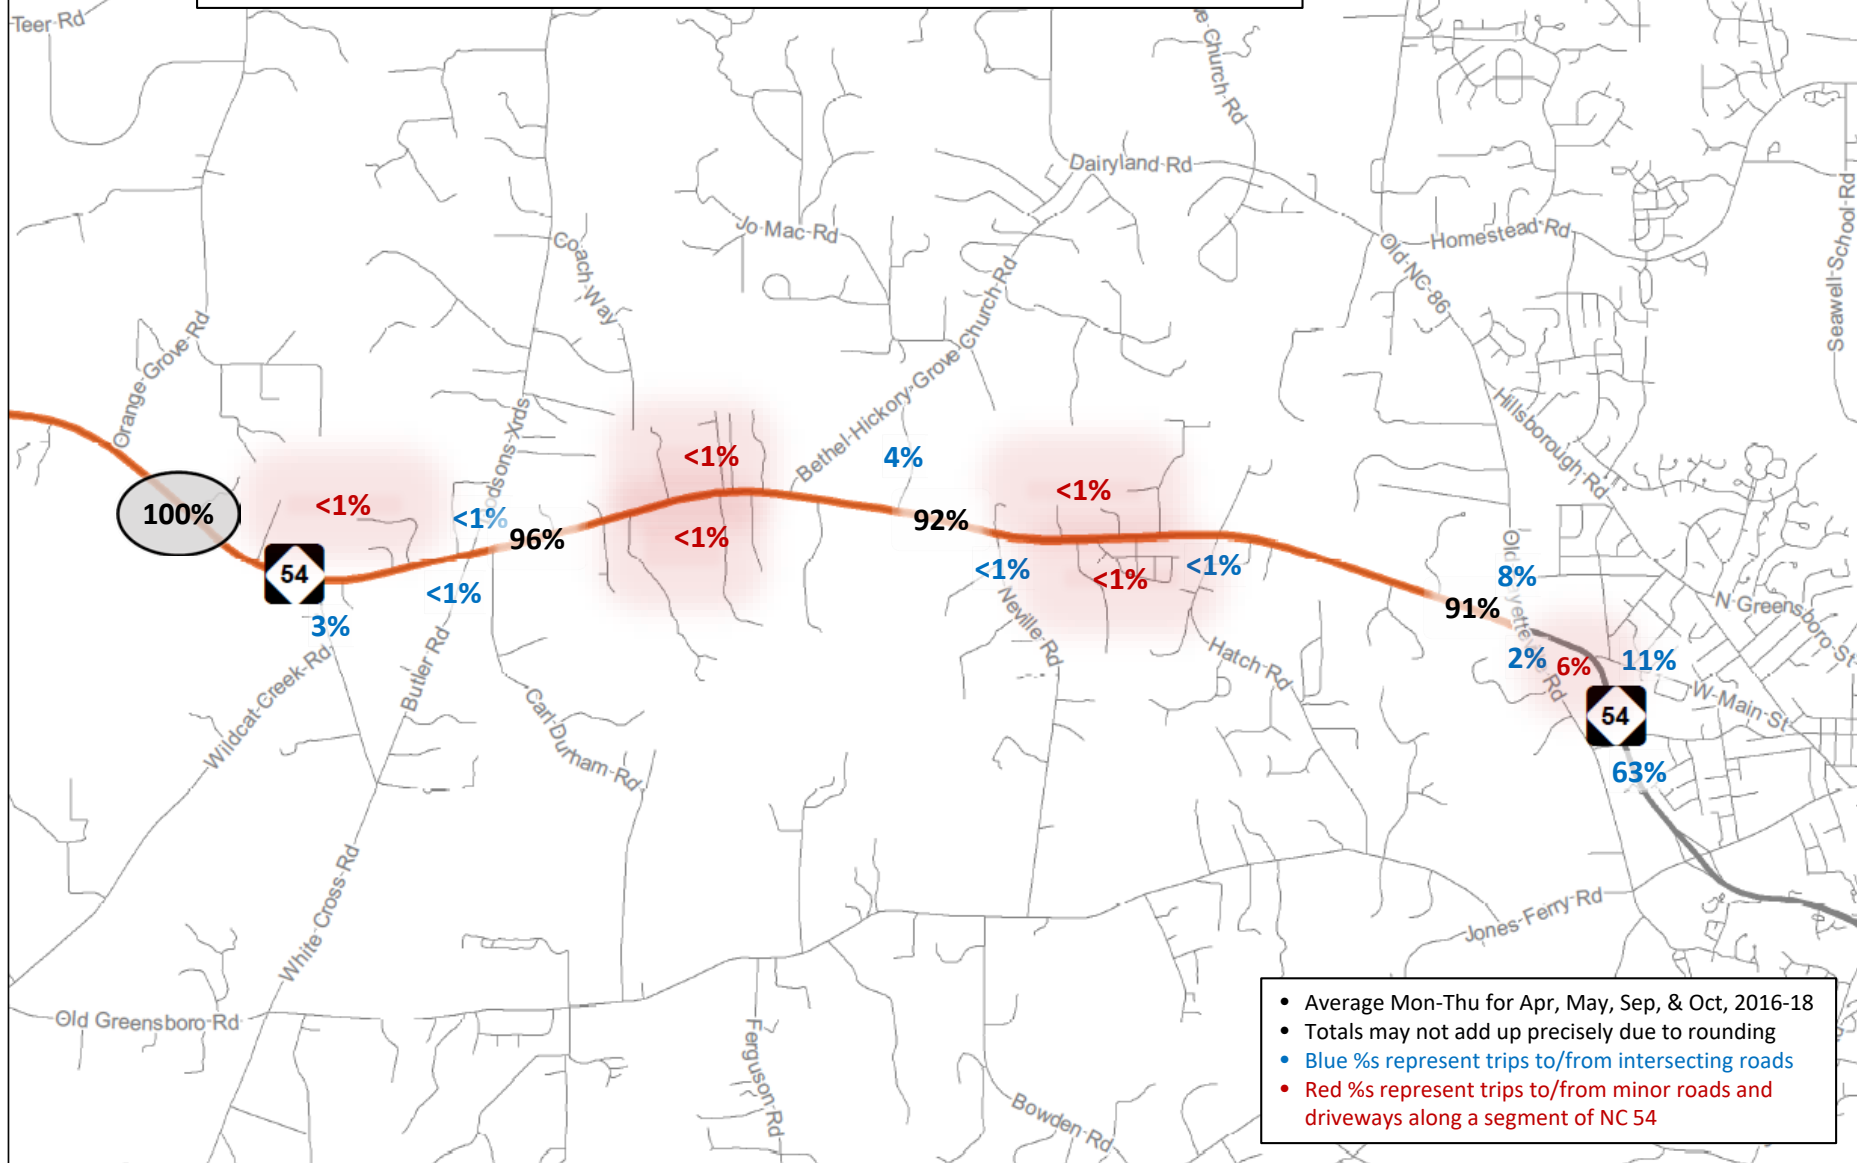 Teer Rd
e Church Rd
Dairyland Rd
Jo Mac Rd
Homestead Rd
Seawell School Rd
Coach Way
Old NC 86
Orange Grove Rd
Bethel Hickory Grove Church Rd
Hillsborough Rd
dsons Xrds
<1%
4%
<1%
<1%
100%
<1%
92%
96%
<1%
Old
54
<1%
<1%
<1%
8%
<1%
91%
N Greensboro St
3%
Neville Rd
Hatch Rd
2%
6%
11%
Wildcat Creek Rd
Butler Rd
Carl Durham Rd
Rd
W Main St
54
63%
White Cross Rd
Jones Ferry Rd
Old Greensboro Rd
Ferguson Rd
Bowden Rd
• Average Mon-Thu for Apr, May, Sep, & Oct, 2016-18
• Totals may not add up precisely due to rounding
• Blue %s represent trips to/from intersecting roads
• Red %s represent trips to/from minor roads and
driveways along a segment of NC 54